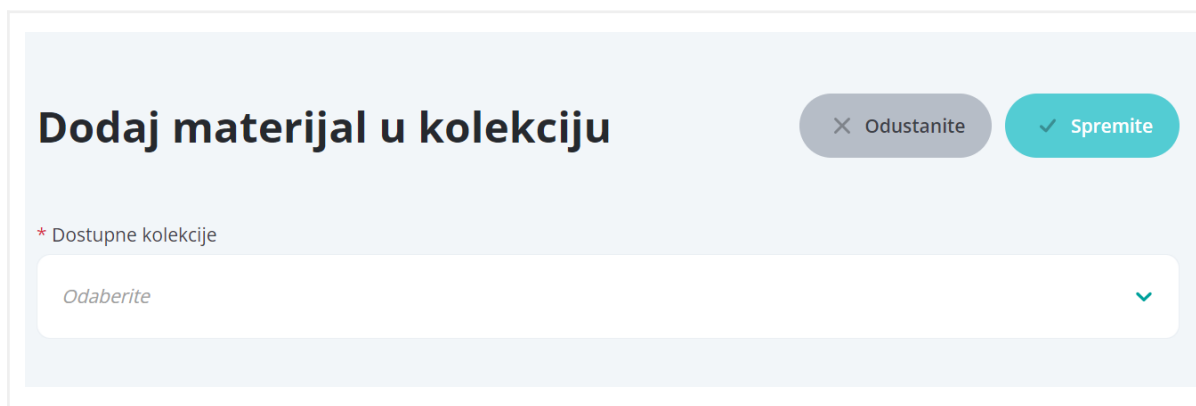 Dodaj materijal u kolekciju
Odustanite
Spremite
* Dostupne kolekcije
Odaberite